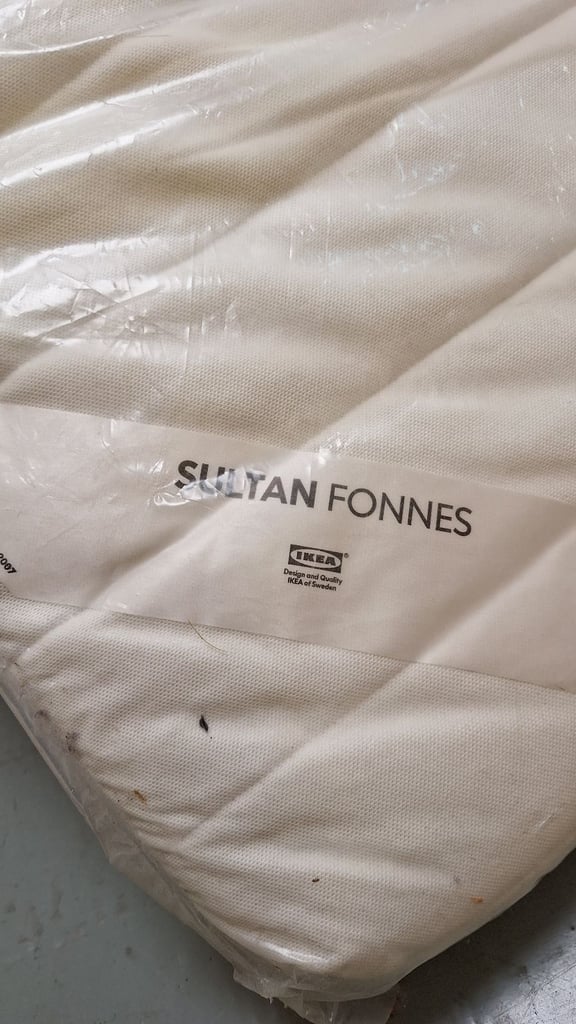 SULTAN FONNES
IKEA®
Design and Quality
IKEA of Sweden